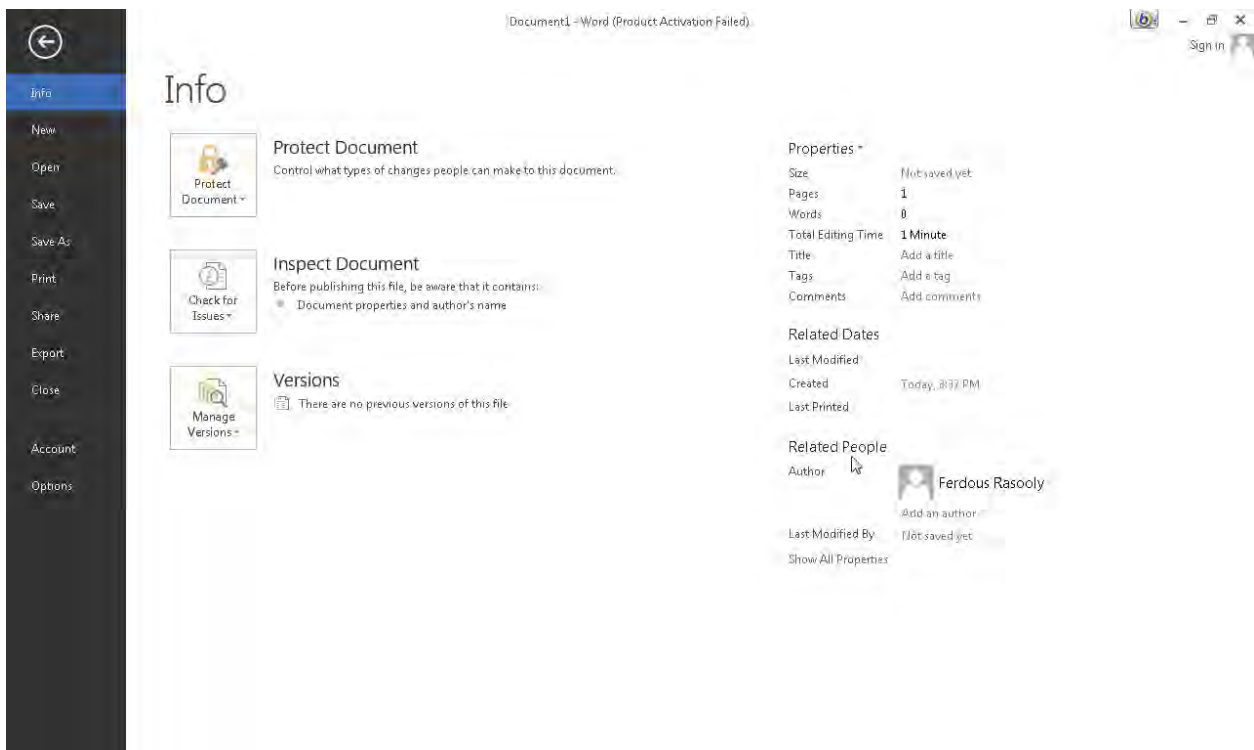 Document1 - Word (Product Activation Failed)
Sign in
Info
New
Open
Save
Save As
Print
Share
Export
Close
Account
Options
Info
Protect Document
Protect Document
Control what types of changes people can make to this document.
Check for Issues
Inspect Document
Before publishing this file, be aware that it contains:
Document properties and author's name
Manage Versions
Versions
There are no previous versions of this file
Properties
Size Not saved yet
Pages 1
Words 0
Total Editing Time 1 Minute
Title Add a title
Tags Add a tag
Comments Add comments
Related Dates
Last Modified
Created Today, PM
Last Printed
Related People
Author Ferdous Rasooly
Add an author
Last Modified By Not saved yet
Show All Properties